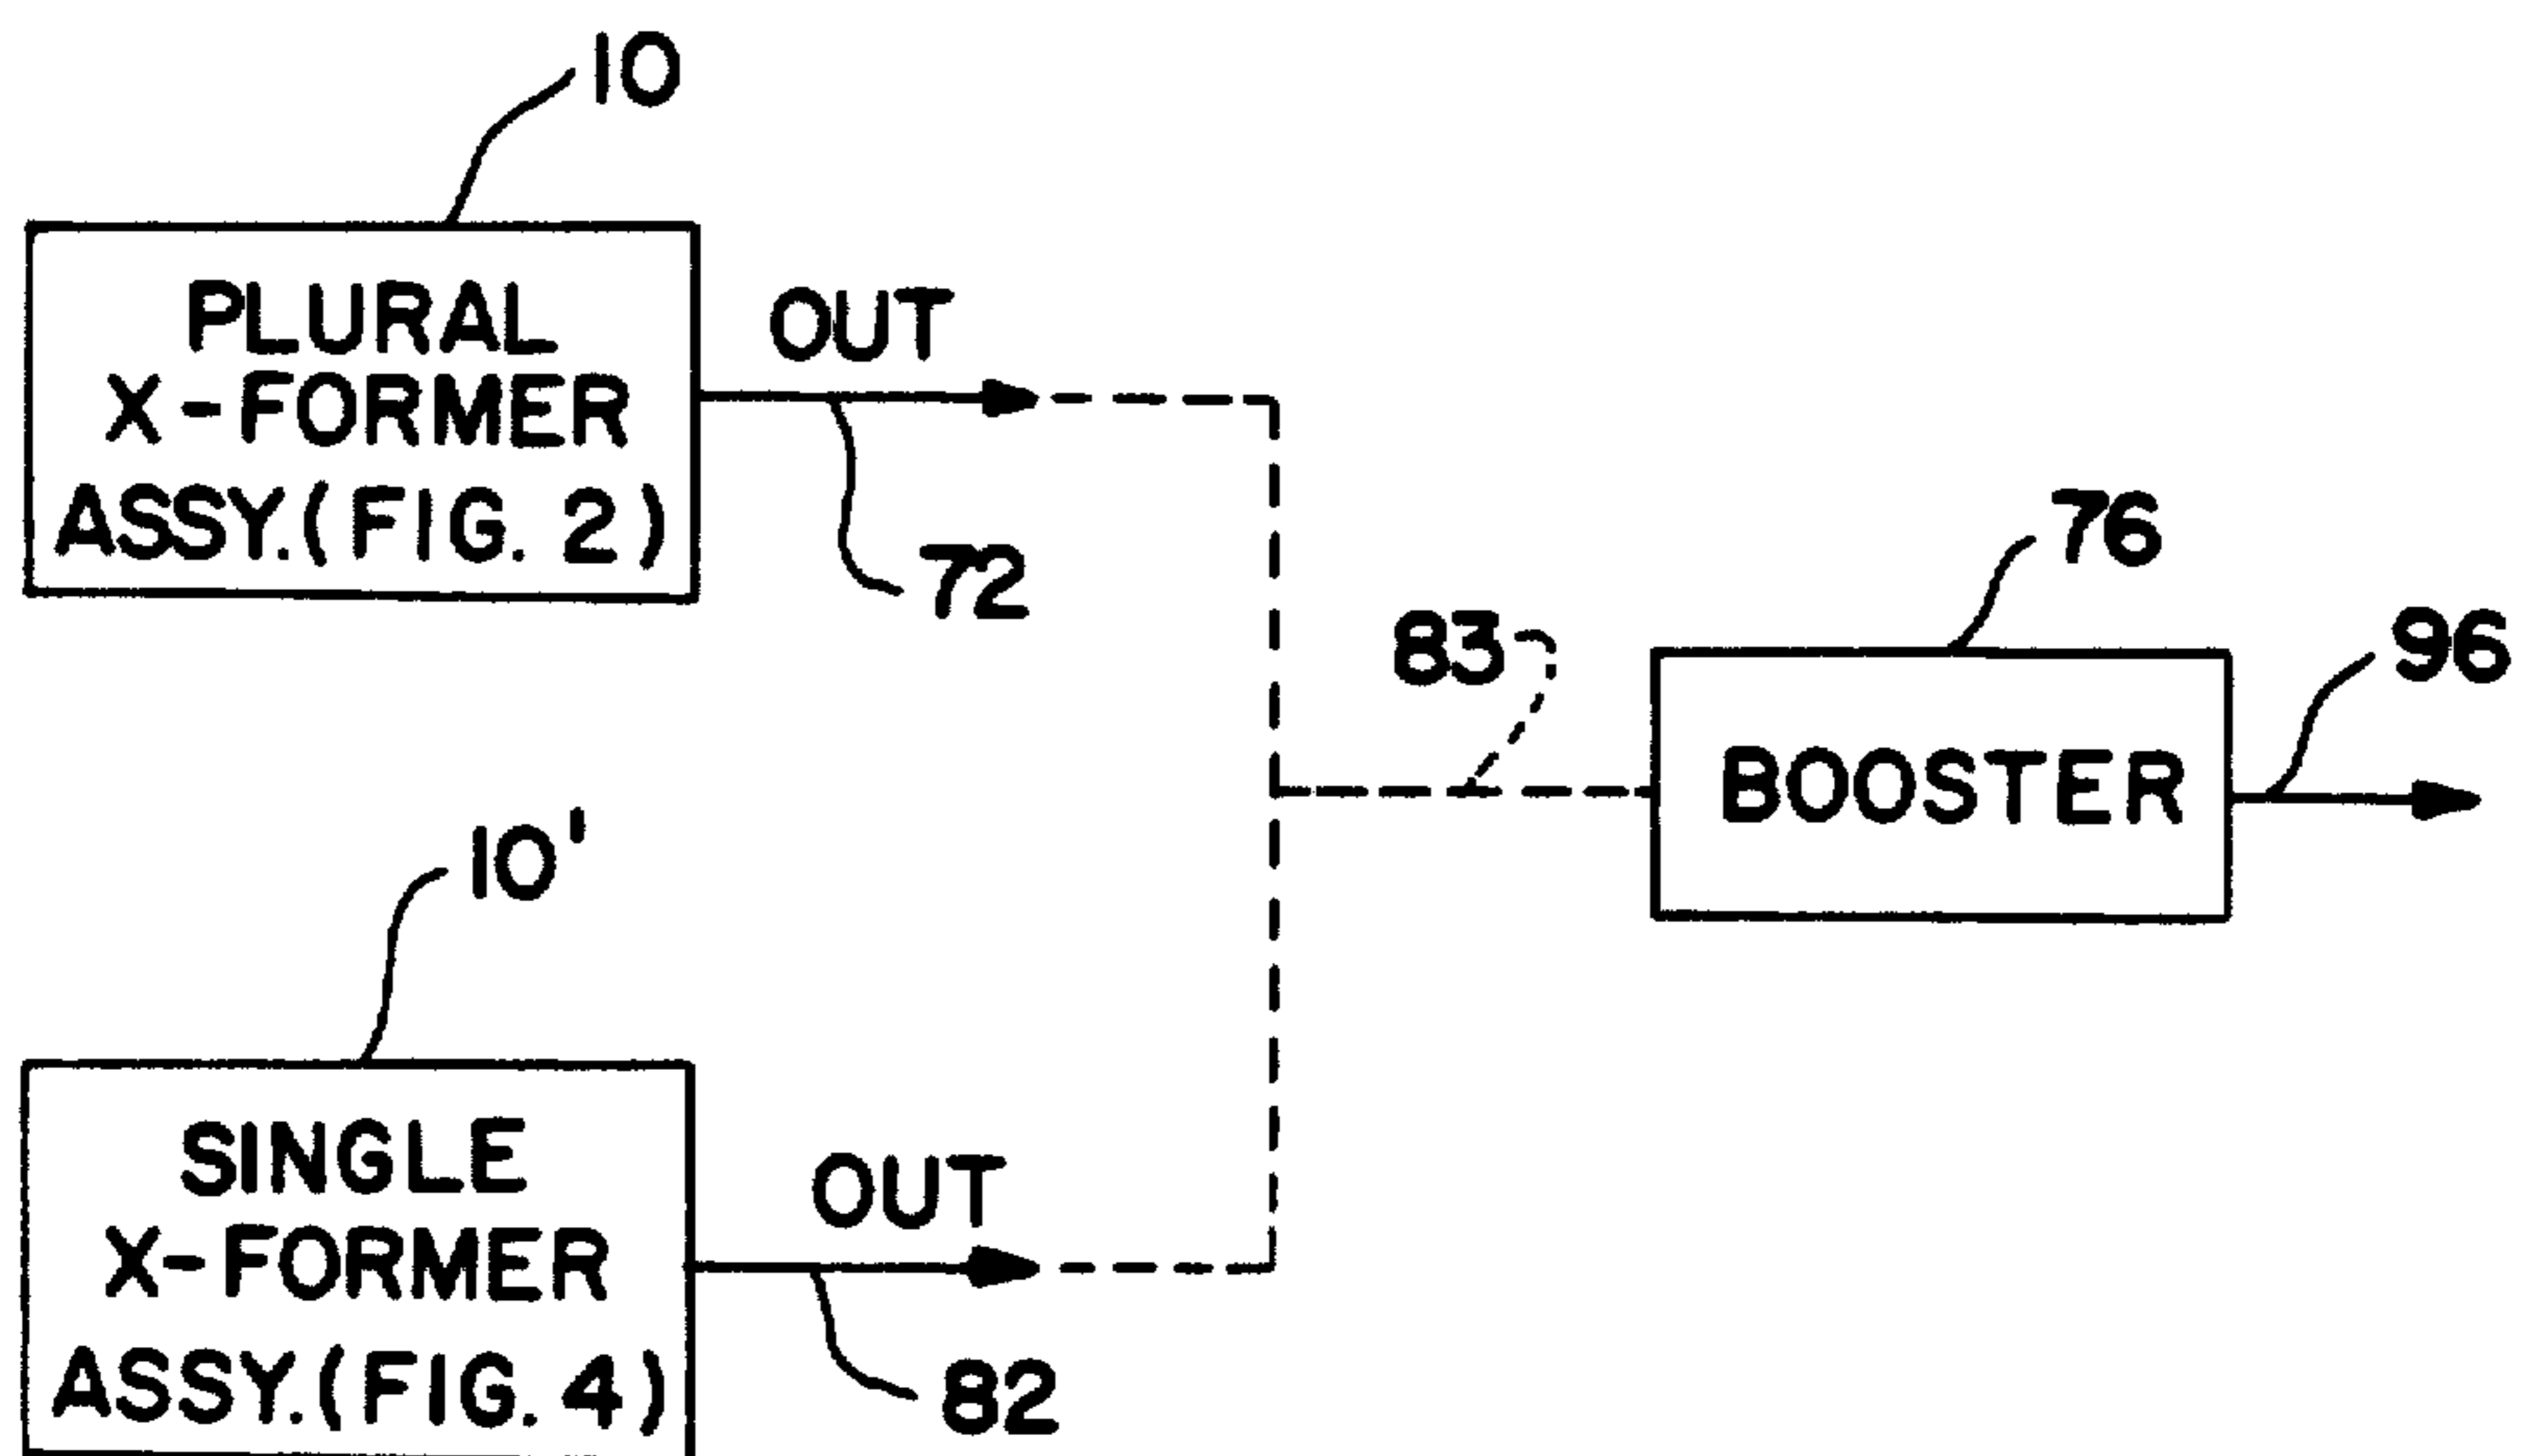 10
PLURAL
X-FORMER
ASSY.(FIG. 2)
OUT
72
83
76
BOOSTER
96
10'
SINGLE
X-FORMER
ASSY.(FIG. 4)
OUT
82